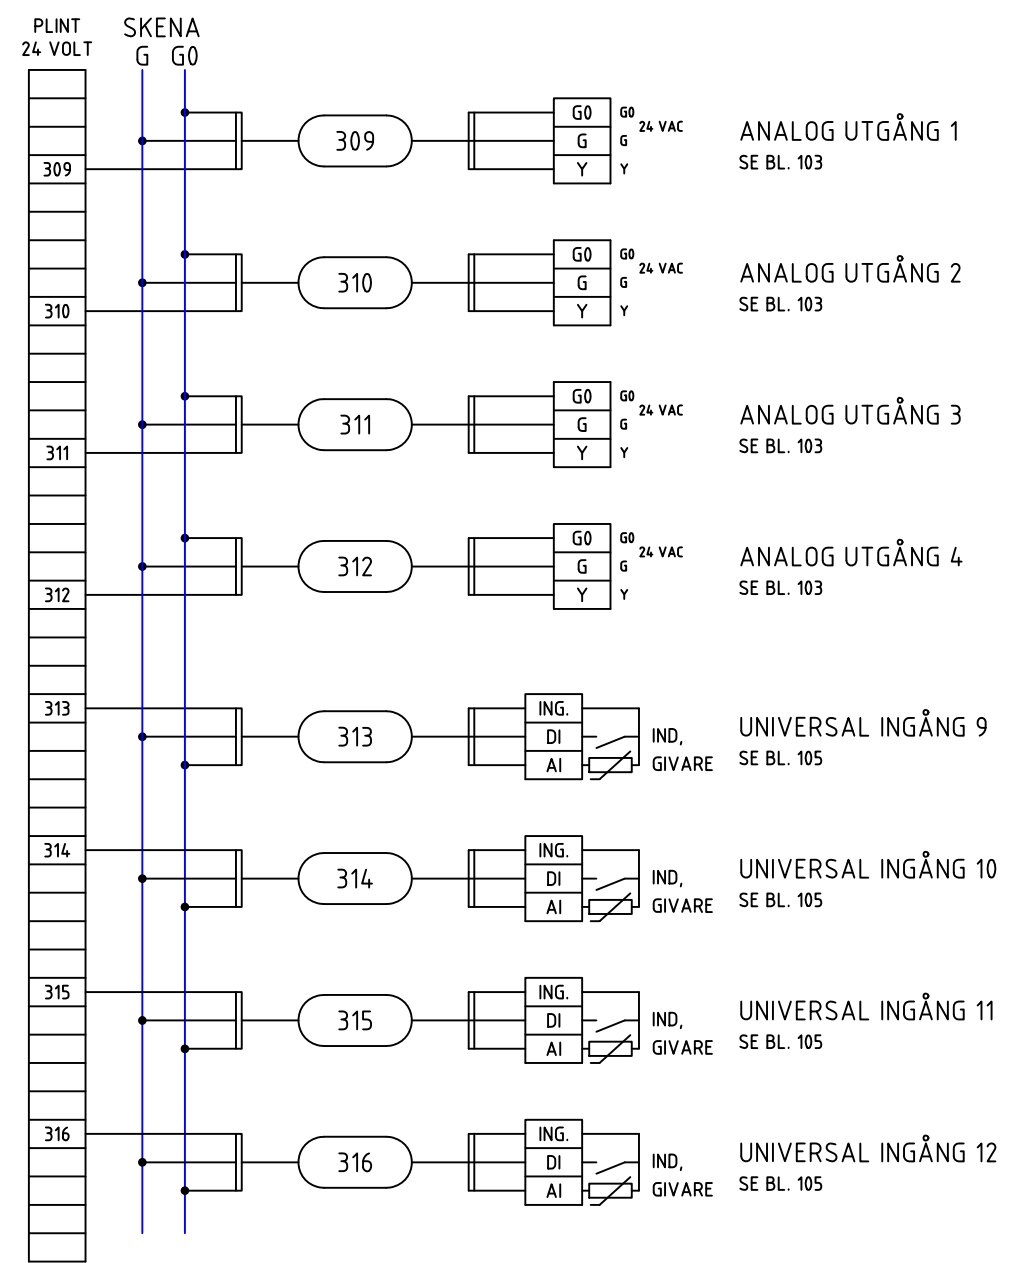 PLINT
24 VOLT
SKENA
G G0
G0 G0
24 VAC
ANALOG UTGÅNG 1
309 G G
SE BL. 103
309 Y Y
G0 G0
24 VAC
ANALOG UTGÅNG 2
310 G G
SE BL. 103
310 Y Y
G0 G0
24 VAC
ANALOG UTGÅNG 3
311 G G
SE BL. 103
311 Y Y
G0 G0
24 VAC
ANALOG UTGÅNG 4
312 G G
SE BL. 103
312 Y Y
313 ING.
UNIVERSAL INGÅNG 9
313 DI IND,
SE BL. 105
AI GIVARE
314 ING.
UNIVERSAL INGÅNG 10
314 DI IND,
SE BL. 105
AI GIVARE
315 ING.
UNIVERSAL INGÅNG 11
315 DI IND,
SE BL. 105
AI GIVARE
316 ING.
UNIVERSAL INGÅNG 12
316 DI IND,
SE BL. 105
AI GIVARE